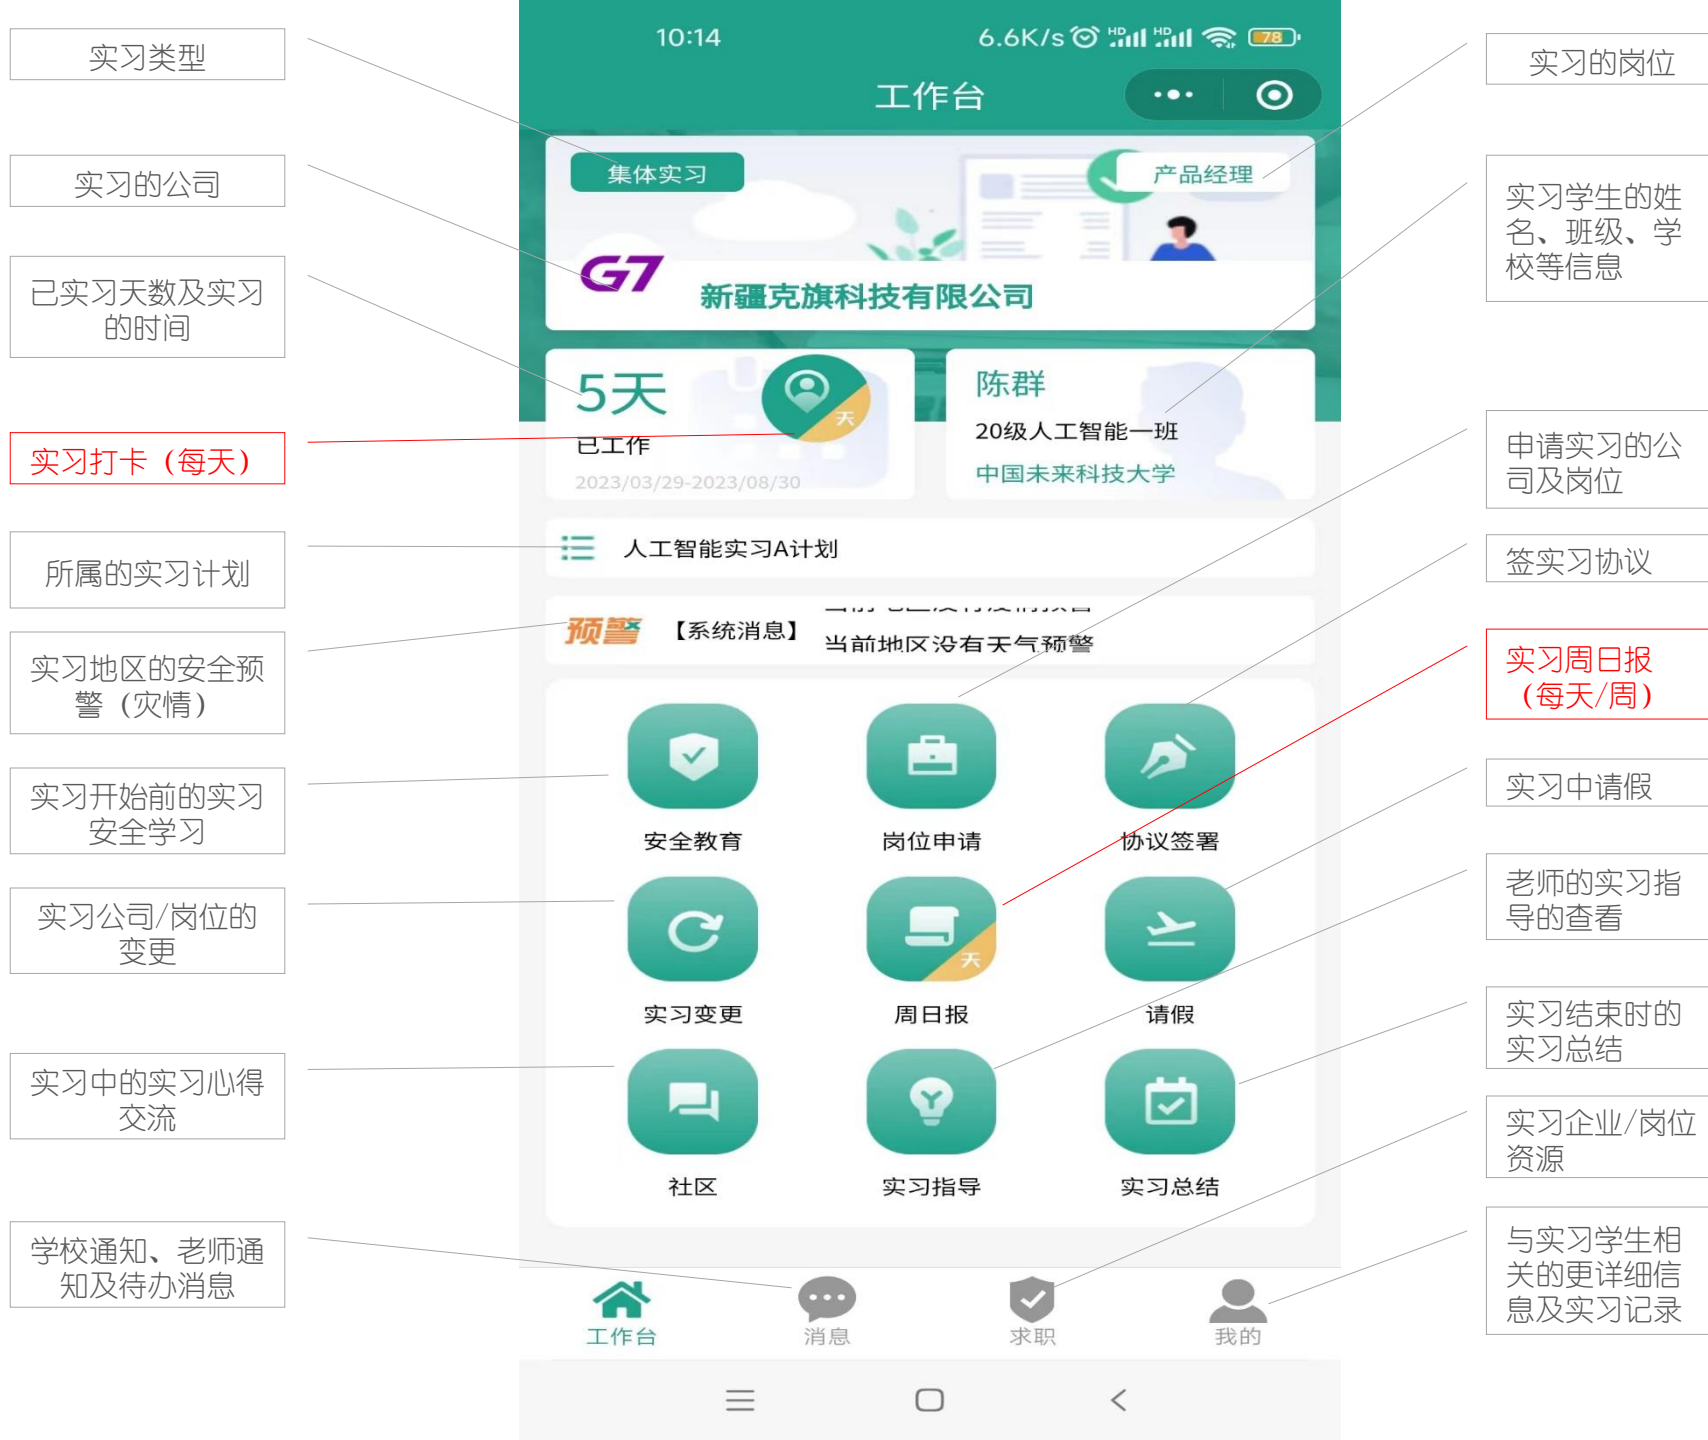 实习类型
实习的公司
已实习天数及实习
的时间
实习打卡（每天）
所属的实习计划
实习地区的安全预
警（灾情）
实习开始前的实习
安全学习
实习公司/岗位的
变更
实习中的实习心得
交流
学校通知、老师通
知及待办消息
10:14
6.6K/s
HD
HD
78
工作台
集体实习
产品经理
G7
新疆克旗科技有限公司
5天
天
已工作
2023/03/29-2023/08/30
陈群
20级人工智能一班
中国未来科技大学
人工智能实习A计划
预警
【系统消息】
当前地区没有天气预警
安全教育
岗位申请
协议签署
天
实习变更
周日报
请假
社区
实习指导
实习总结
工作台
消息
求职
我的
实习的岗位
实习学生的姓
名、班级、学
校等信息
申请实习的公
司及岗位
签实习协议
实习周日报
（每天/周）
实习中请假
老师的实习指
导的查看
实习结束时的
实习总结
实习企业/岗位
资源
与实习学生相
关的更详细信
息及实习记录